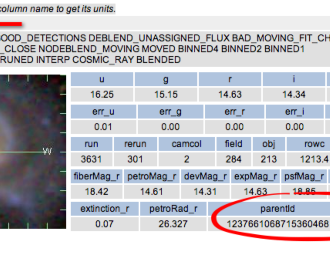 column name to get its units.
OOD_DETECTIONS DEBLEND_UNASSIGNED_FLUX BAD_MOVING_FIT_CH
_CLOSE NODEBLEND_MOVING MOVED BINNED4 BINNED2 BINNED1
RUNED INTERP COSMIC_RAY BLENDED
u g r i
16.25 15.15 14.63 14.34
err_u err_g err_r err_i
0.01 0.00 0.00 0.00
run rerun camcol field obj rowc
3631 301 2 284 213 1213.4
W
fiberMag_r petroMag_r devMag_r expMag_r psfMag_r
18.42 14.61 14.31 14.63 18.85
extinction_r petroRad_r parentId
0.07 26.327 1237661068715360468